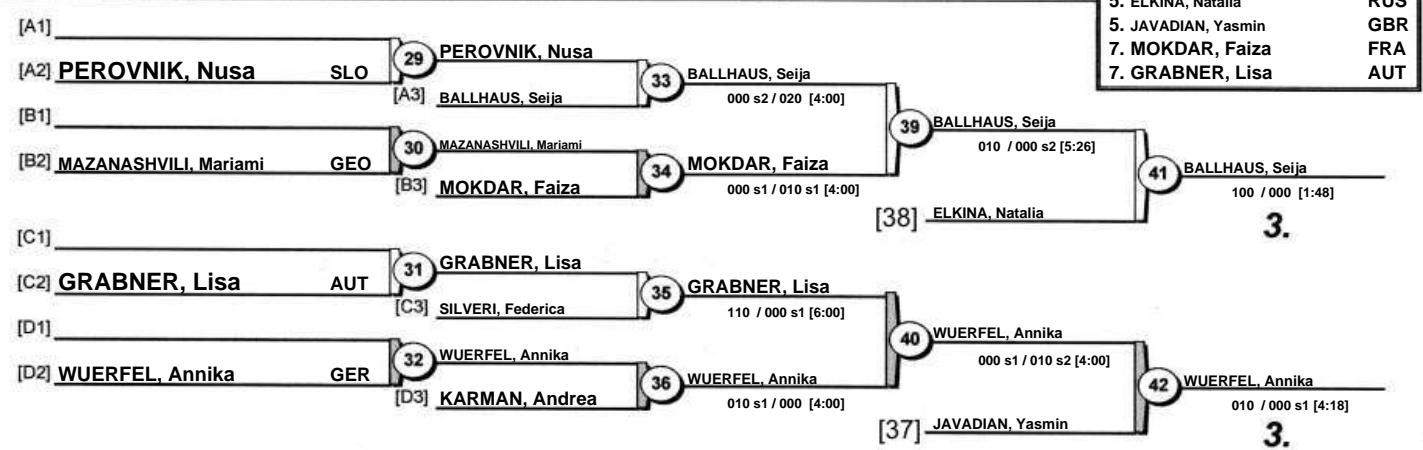 5. ELKINA, Natalia RUS
5. JAVADIAN, Yasmin GBR
7. MOKDAR, Faiza FRA
7. GRABNER, Lisa AUT
[A1]
[A2] PEROVNIK, Nusa SLO
29
PEROVNIK, Nusa
[A3] BALLHAUS, Seija
33
BALLHAUS, Seija
000 s2 / 020 [4:00]
[B1]
[B2] MAZANASHVILI, Mariami GEO
30
MAZANASHVILI, Mariami
[B3] MOKDAR, Faiza
34
MOKDAR, Faiza
000 s1 / 010 s1 [4:00]
39
BALLHAUS, Seija
010 / 000 s2 [5:26]
[38] ELKINA, Natalia
41
BALLHAUS, Seija
100 / 000 [1:48]
3.
[C1]
[C2] GRABNER, Lisa AUT
31
GRABNER, Lisa
[C3] SILVERI, Federica
35
GRABNER, Lisa
110 / 000 s1 [6:00]
[D1]
[D2] WUERFEL, Annika GER
32
WUERFEL, Annika
[D3] KARMAN, Andrea
36
WUERFEL, Annika
010 s1 / 000 [4:00]
40
WUERFEL, Annika
000 s1 / 010 s2 [4:00]
[37] JAVADIAN, Yasmin
42
WUERFEL, Annika
010 / 000 s1 [4:18]
3.